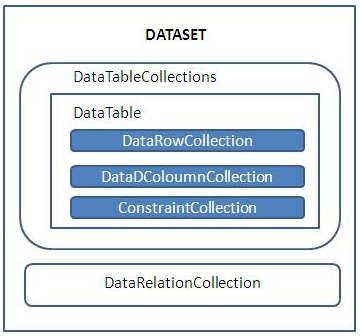 DATASET
DataTableCollections
DataTable
DataRowCollection
DataDColoumnCollection
ConstraintCollection
DataRelationCollection